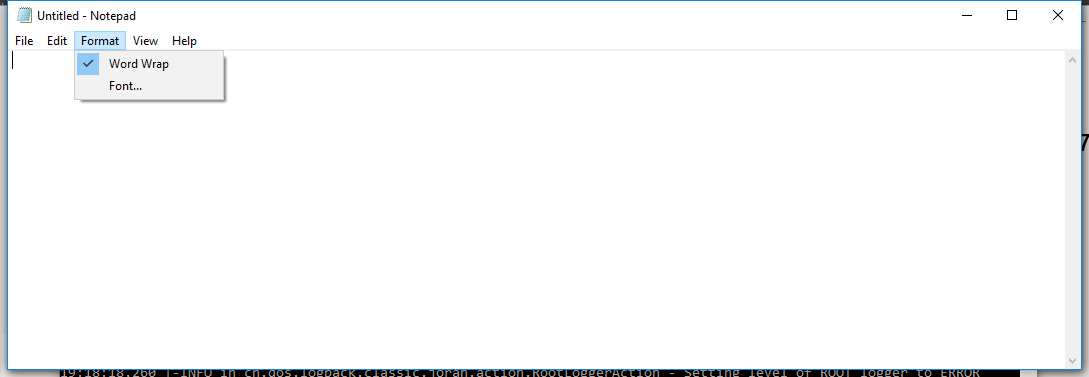 Untitled - Notepad
File Edit Format View Help
Word Wrap
Font...
7
19:18:18.260 |-INFO in ch.qos.logback.classic.joran.action.RootLoggerAction - Setting level of ROOT logger to ERROR